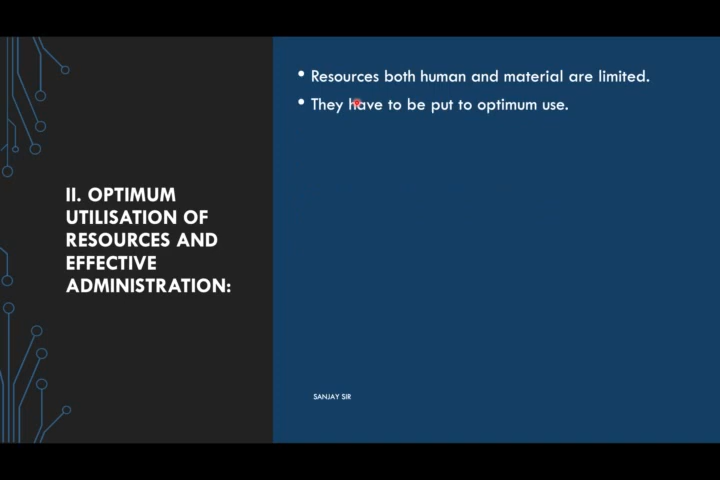 II. OPTIMUM
UTILISATION OF
RESOURCES AND
EFFECTIVE
ADMINISTRATION:
• Resources both human and material are limited.
• They have to be put to optimum use.
SANJAY SIR